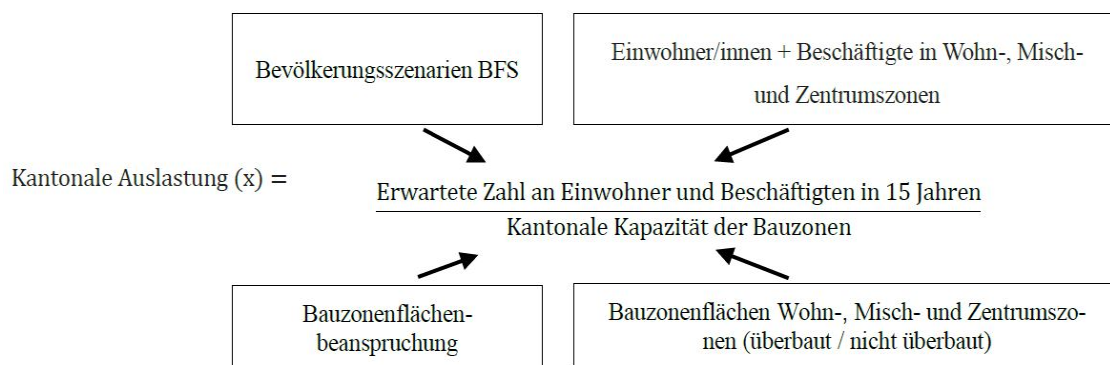 Bevölkerungsszenarien BFS
Einwohner/innen + Beschäftigte in Wohn-, Misch-
und Zentrumszonen
Kantonale Auslastung (x) =
Erwartete Zahl an Einwohner und Beschäftigten in 15 Jahren
Kantonale Kapazität der Bauzonen
Bauzonenflächen-
beanspruchung
Bauzonenflächen Wohn-, Misch- und Zentrumszo-
nen (überbaut / nicht überbaut)